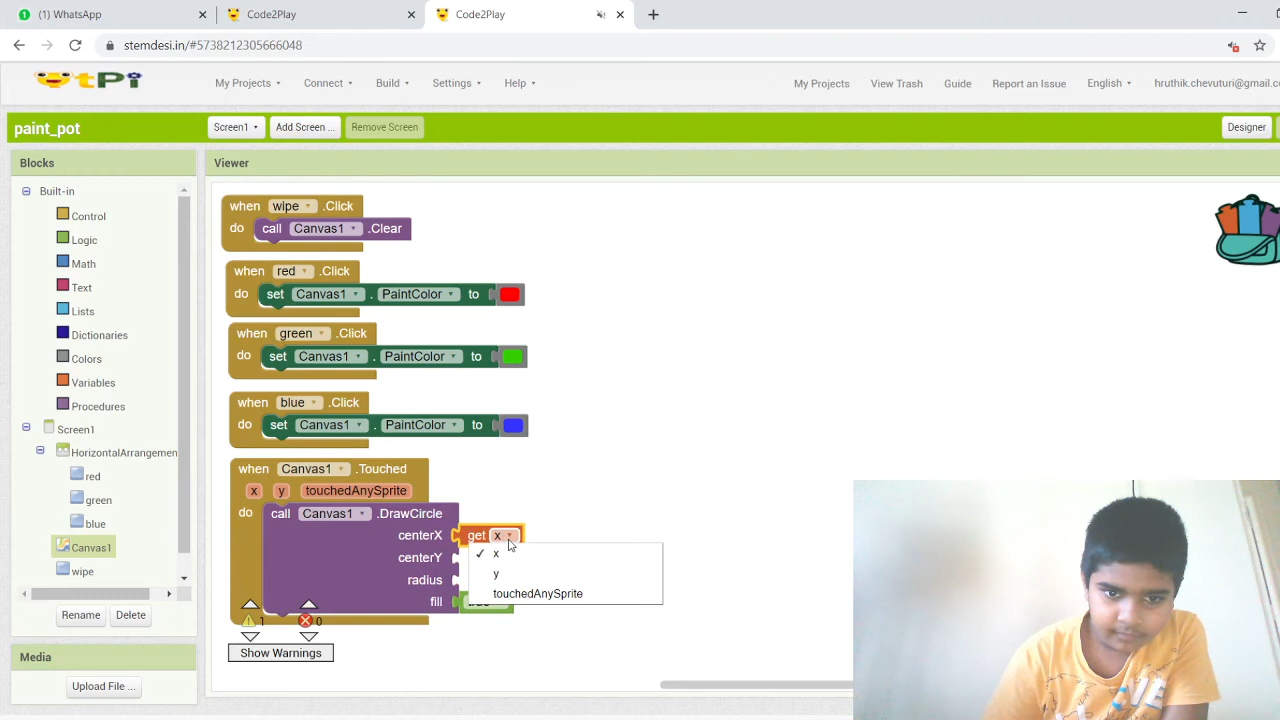 (1) WhatsApp
Code2Play
Code2Play
stemdesi.in/#5738212305666048
tPi
My Projects
Connect
Build
Settings
Help
My Projects
View Trash
Guide
Report an Issue
English
hruthik.chevuturi@gmail.co
paint_pot
Screen1
Add Screen ...
Remove Screen
Designer
Blocks
Viewer
Built-in
Control
Logic
Math
Text
Lists
Dictionaries
Colors
Variables
Procedures
Screen1
HorizontalArrangemen
red
green
blue
Canvas1
wipe
Rename
Delete
Media
Upload File ...
when wipe .Click
do call Canvas1 .Clear
when red .Click
do set Canvas1 . PaintColor to
when green .Click
do set Canvas1 . PaintColor to
when blue .Click
do set Canvas1 . PaintColor to
when Canvas1 .Touched
x y touchedAnySprite
do call Canvas1 .DrawCircle
centerX get x
centerY
radius
fill
x
y
touchedAnySprite
1 0
Show Warnings